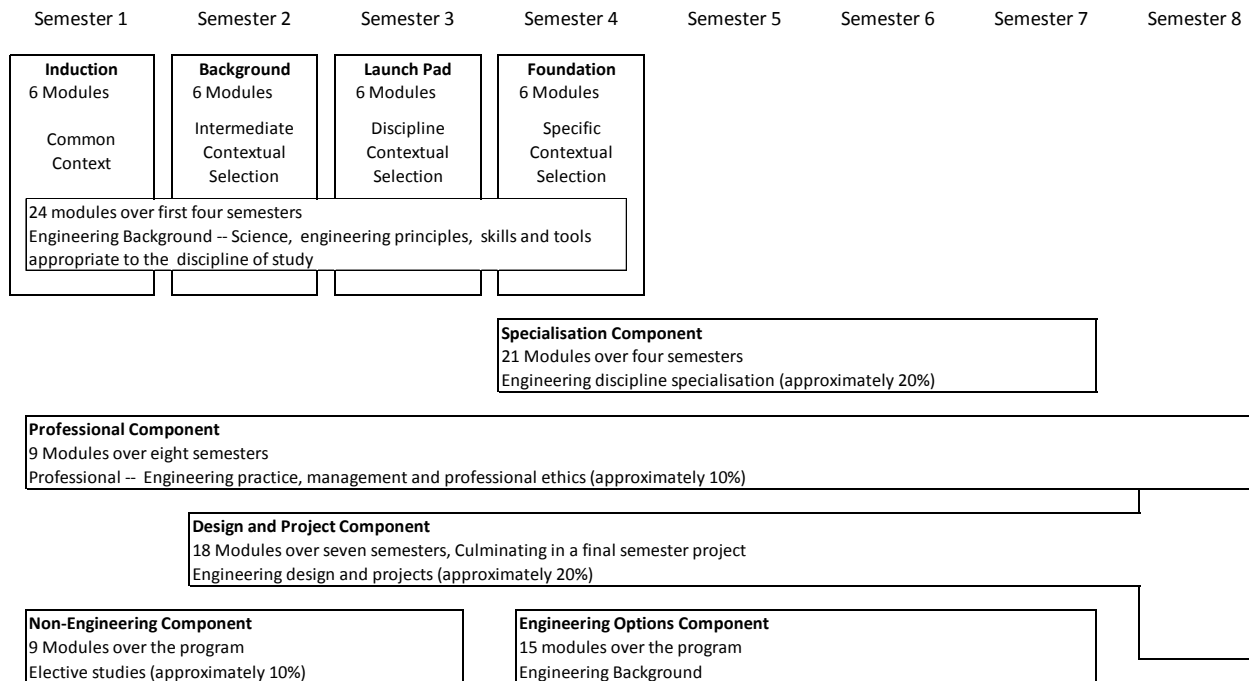 Semester 1 Semester 2 Semester 3 Semester 4 Semester 5 Semester 6 Semester 7 Semester 8
Induction
6 Modules
Common
Context
Background
6 Modules
Intermediate
Contextual
Selection
Launch Pad
6 Modules
Discipline
Contextual
Selection
Foundation
6 Modules
Specific
Contextual
Selection
24 modules over first four semesters
Engineering Background -- Science, engineering principles, skills and tools
appropriate to the discipline of study
Specialisation Component
21 Modules over four semesters
Engineering discipline specialisation (approximately 20%)
Professional Component
9 Modules over eight semesters
Professional -- Engineering practice, management and professional ethics (approximately 10%)
Design and Project Component
18 Modules over seven semesters, Culminating in a final semester project
Engineering design and projects (approximately 20%)
Non-Engineering Component
9 Modules over the program
Elective studies (approximately 10%)
Engineering Options Component
15 modules over the program
Engineering Background